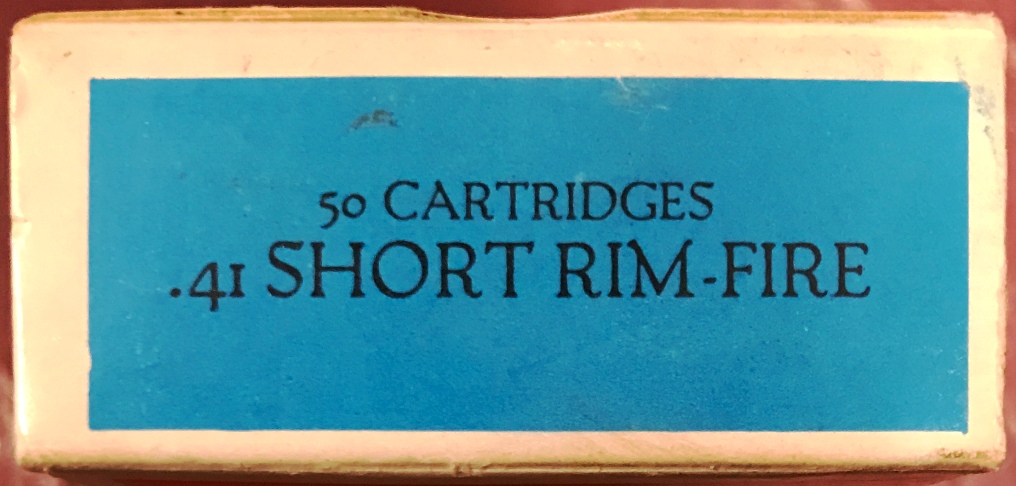 50 CARTRIDGES
.41 SHORT RIM-FIRE